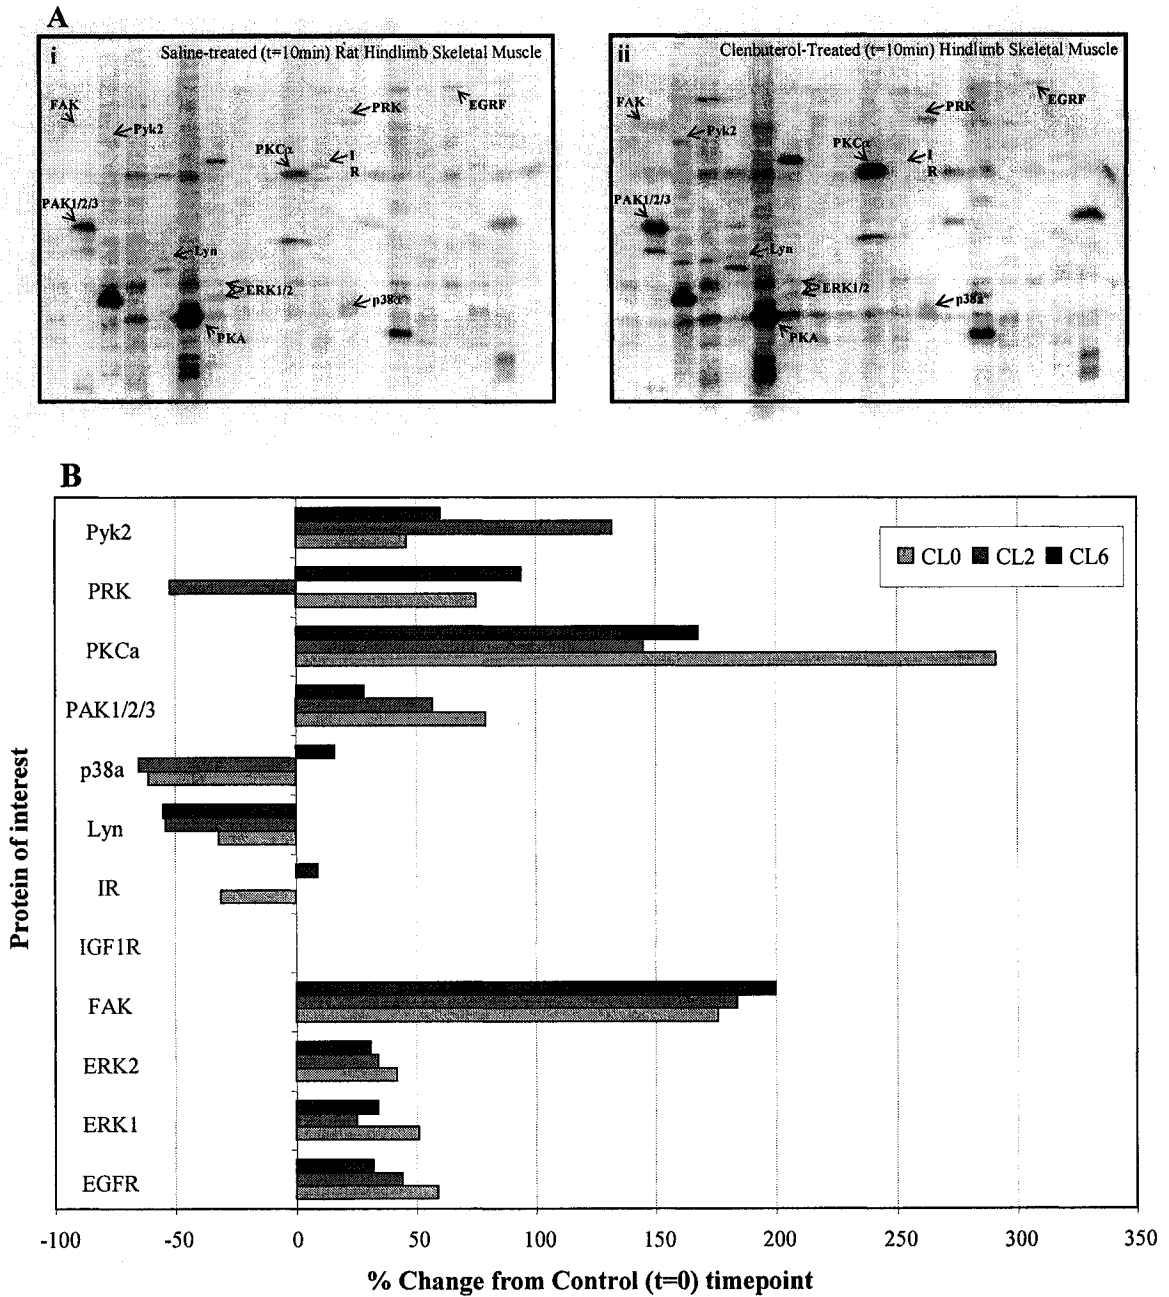 A
i
Saline-treated (t=10min) Rat Hindlimb Skeletal Muscle
FAK
Pyk2
PRK
EGRF
PKCα
I
R
PAK1/2/3
Lyn
ERK1/2
p38α
PKA
ii
Clenbuterol-Treated (t=10min) Hindlimb Skeletal Muscle
FAK
Pyk2
PRK
EGRF
PKCα
I
R
PAK1/2/3
Lyn
ERK1/2
p38α
PKA
B
Pyk2
PRK
PKCa
PAK1/2/3
p38a
Lyn
IR
IGF1R
FAK
ERK2
ERK1
EGFR
CL0 CL2 CL6
Protein of interest
-100 -50 0 50 100 150 200 250 300 350
% Change from Control (t=0) timepoint